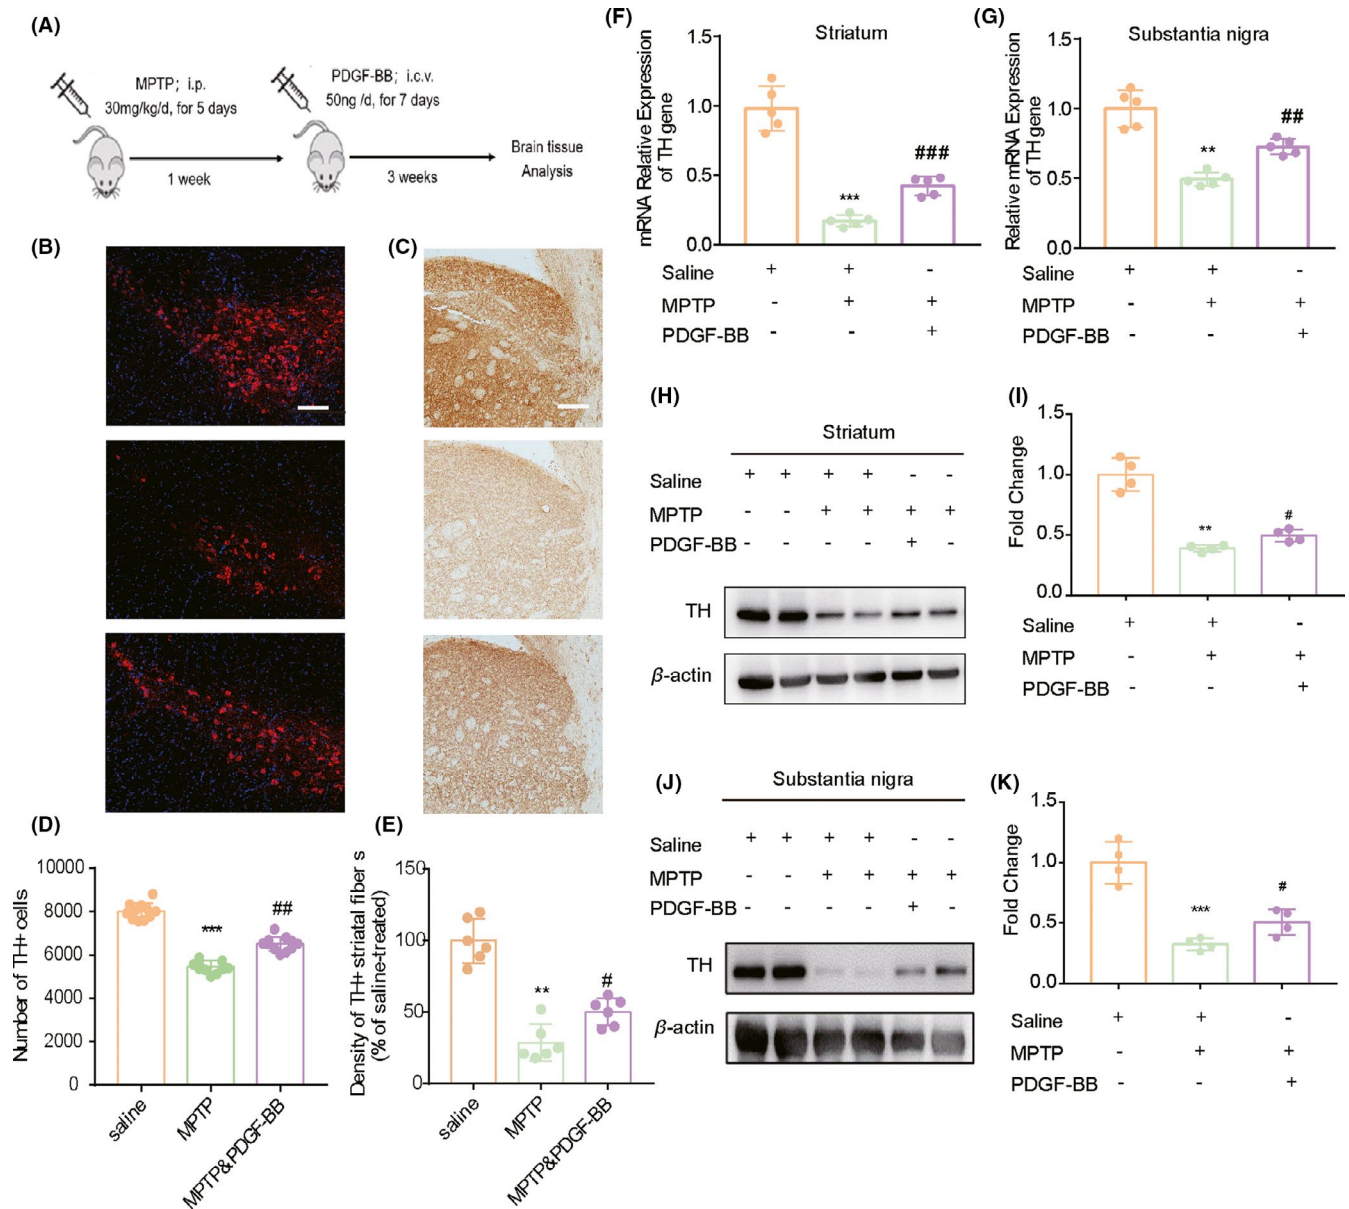 (A)
MPTP; i.p.
30mg/kg/d, for 5 days
1 week
PDGF-BB; i.c.v.
50ng /d, for 7 days
3 weeks
Brain tissue
Analysis
(B)
(C)
(D)
Number of TH+ cells
10000
8000
6000
4000
2000
0
***
##
saline
MPTP
MPTP&PDGF-BB
(E)
Density of TH+ striatal fiber s
(% of saline-treated)
150
100
50
0
**
#
saline
MPTP
MPTP&PDGF-BB
(F)
Striatum
mRNA Relative Expression
of TH gene
1.5
1.0
0.5
0.0
***
###
Saline + + -
MPTP - + +
PDGF-BB - - +
(G)
Substantia nigra
Relative mRNA Expression
of TH gene
1.5
1.0
0.5
0.0
**
##
Saline + + -
MPTP - + +
PDGF-BB - - +
(H)
Striatum
Saline + + + + - -
MPTP - - + + + +
PDGF-BB - - - - + -
TH
β-actin
(I)
Fold Change
1.5
1.0
0.5
0.0
**
#
Saline + + -
MPTP - + +
PDGF-BB - - +
(J)
Substantia nigra
Saline + + + + - -
MPTP - - + + + +
PDGF-BB - - - - + -
TH
β-actin
(K)
Fold Change
1.5
1.0
0.5
0.0
***
#
Saline + + -
MPTP - + +
PDGF-BB - - +